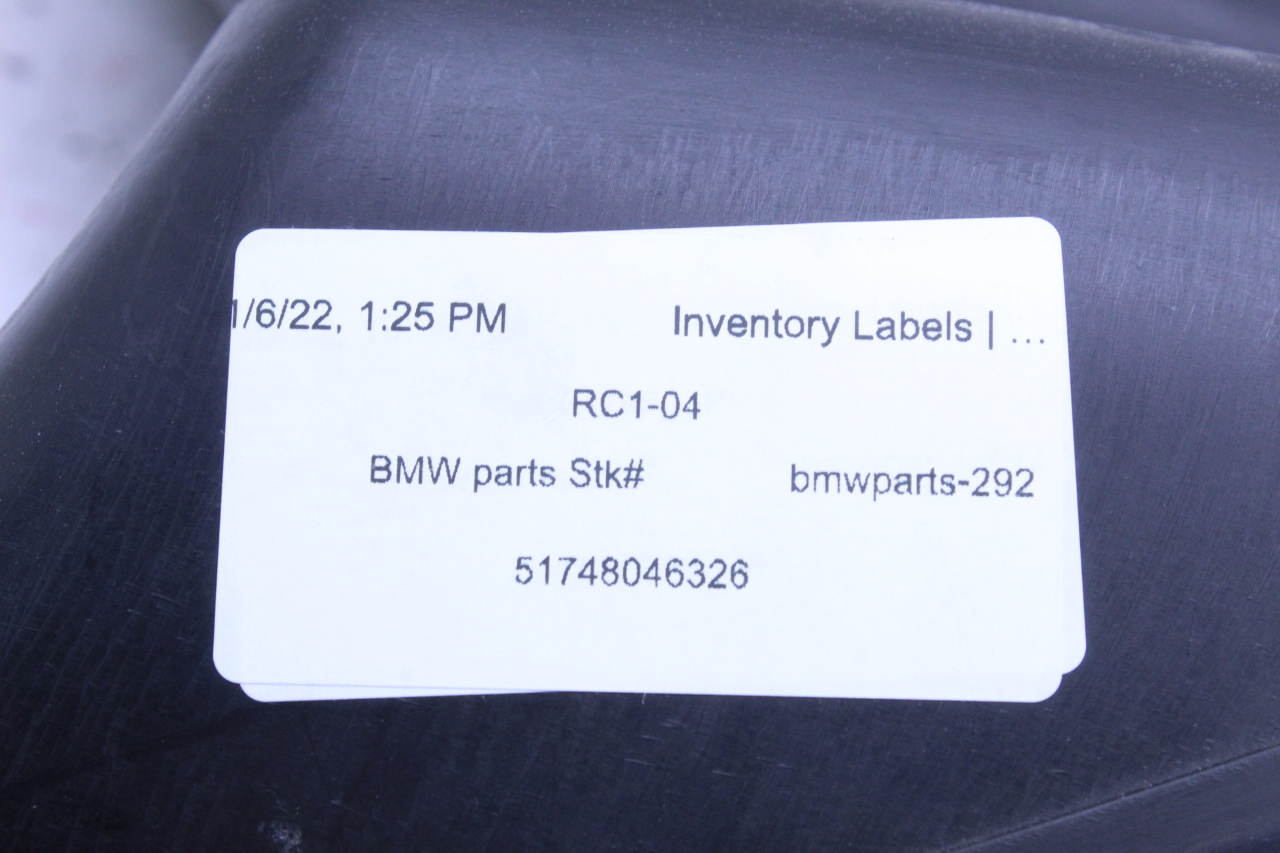 1/6/22, 1:25 PM Inventory Labels | ...
RC1-04
BMW parts Stk# bmwparts-292
51748046326